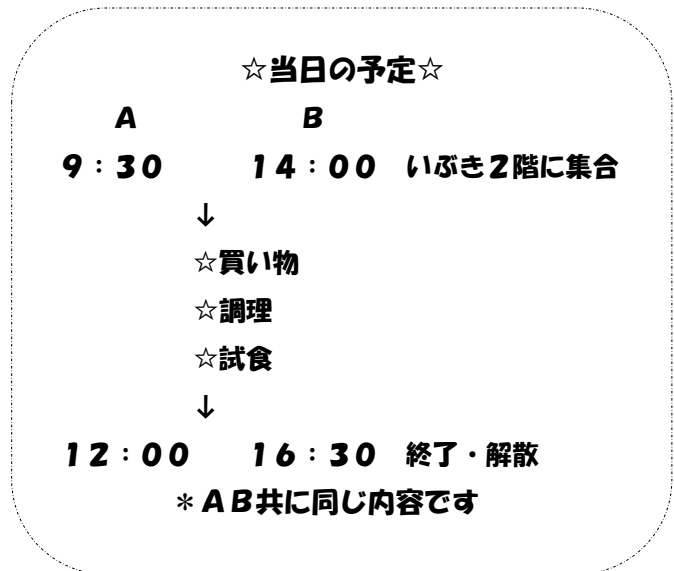 ☆当日の予定☆
A B
９：３０ １４：００ いぶき２階に集合
↓
☆買い物
☆調理
☆試食
↓
１２：００ １６：３０ 終了・解散
＊ＡＢ共に同じ内容です